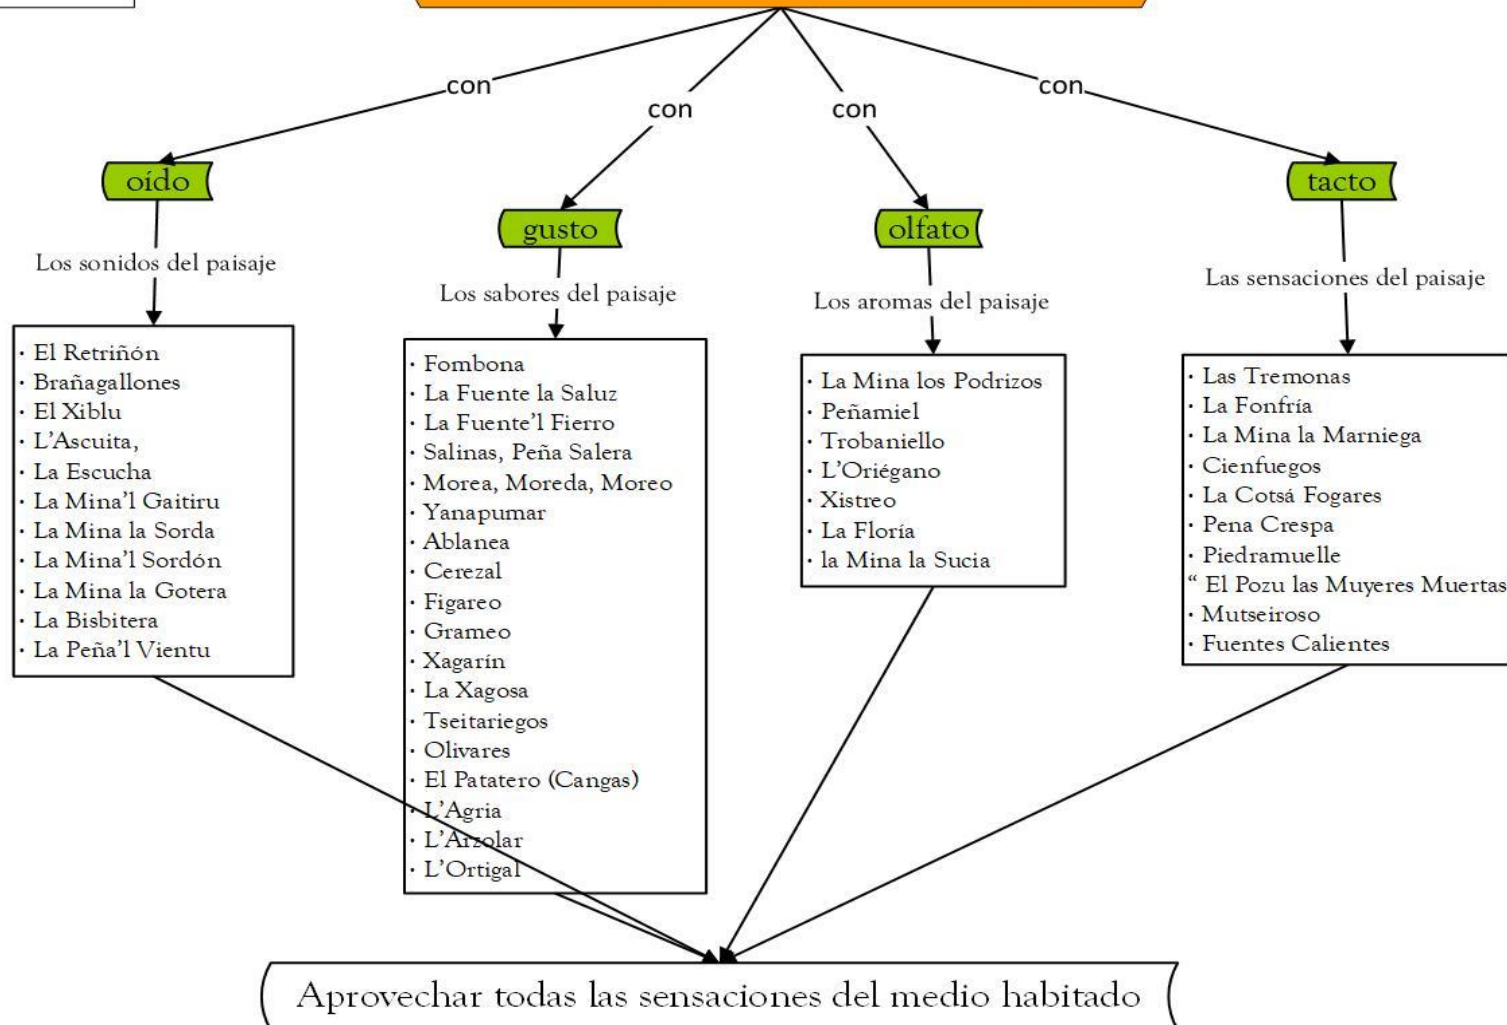 con
con
con
con
oído
Los sonidos del paisaje
· El Retriñón
· Brañagallones
· El Xiblu
· L'Ascuita,
· La Escucha
· La Mina'l Gaitiru
· La Mina la Sorda
· La Mina'l Sordón
· La Mina la Gotera
· La Bisbitera
· La Peña'l Vientu
gusto
Los sabores del paisaje
· Fombona
· La Fuente la Saluz
· La Fuente'l Fierro
· Salinas, Peña Salera
· Morea, Moreda, Moreo
· Yanapumar
· Ablanea
· Cerezal
· Figareo
· Grameo
· Xagarín
· La Xagosa
· Tseitariegos
· Olivares
· El Patatero (Cangas)
· L'Agria
· L'Arzolar
· L'Ortigal
olfato
Los aromas del paisaje
· La Mina los Podrizos
· Peñamiel
· Trobaniello
· L'Oriégano
· Xistreo
· La Floría
· la Mina la Sucia
tacto
Las sensaciones del paisaje
· Las Tremonas
· La Fonfría
· La Mina la Marniega
· Cienfuegos
· La Cotsá Fogares
· Pena Crespa
· Piedramuelle
“ El Pozu las Muyeres Muertas
· Mutseiroso
· Fuentes Calientes
Aprovechar todas las sensaciones del medio habitado